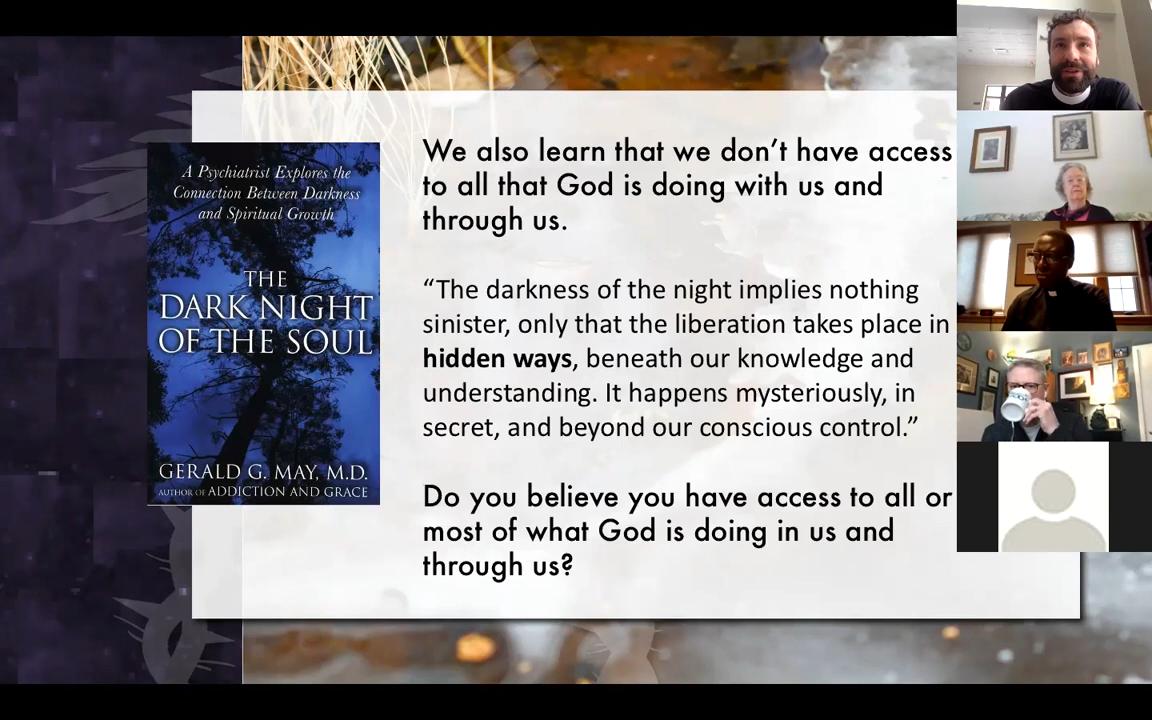 A Psychiatrist Explores the
Connection Between Darkness
and Spiritual Growth
THE
DARK NIGHT
OF THE SOUL
GERALD G. MAY, M.D.
AUTHOR OF ADDICTION AND GRACE
We also learn that we don’t have access
to all that God is doing with us and
through us.
“The darkness of the night implies nothing
sinister, only that the liberation takes place in
hidden ways, beneath our knowledge and
understanding. It happens mysteriously, in
secret, and beyond our conscious control.”
Do you believe you have access to all or
most of what God is doing in us and
through us?